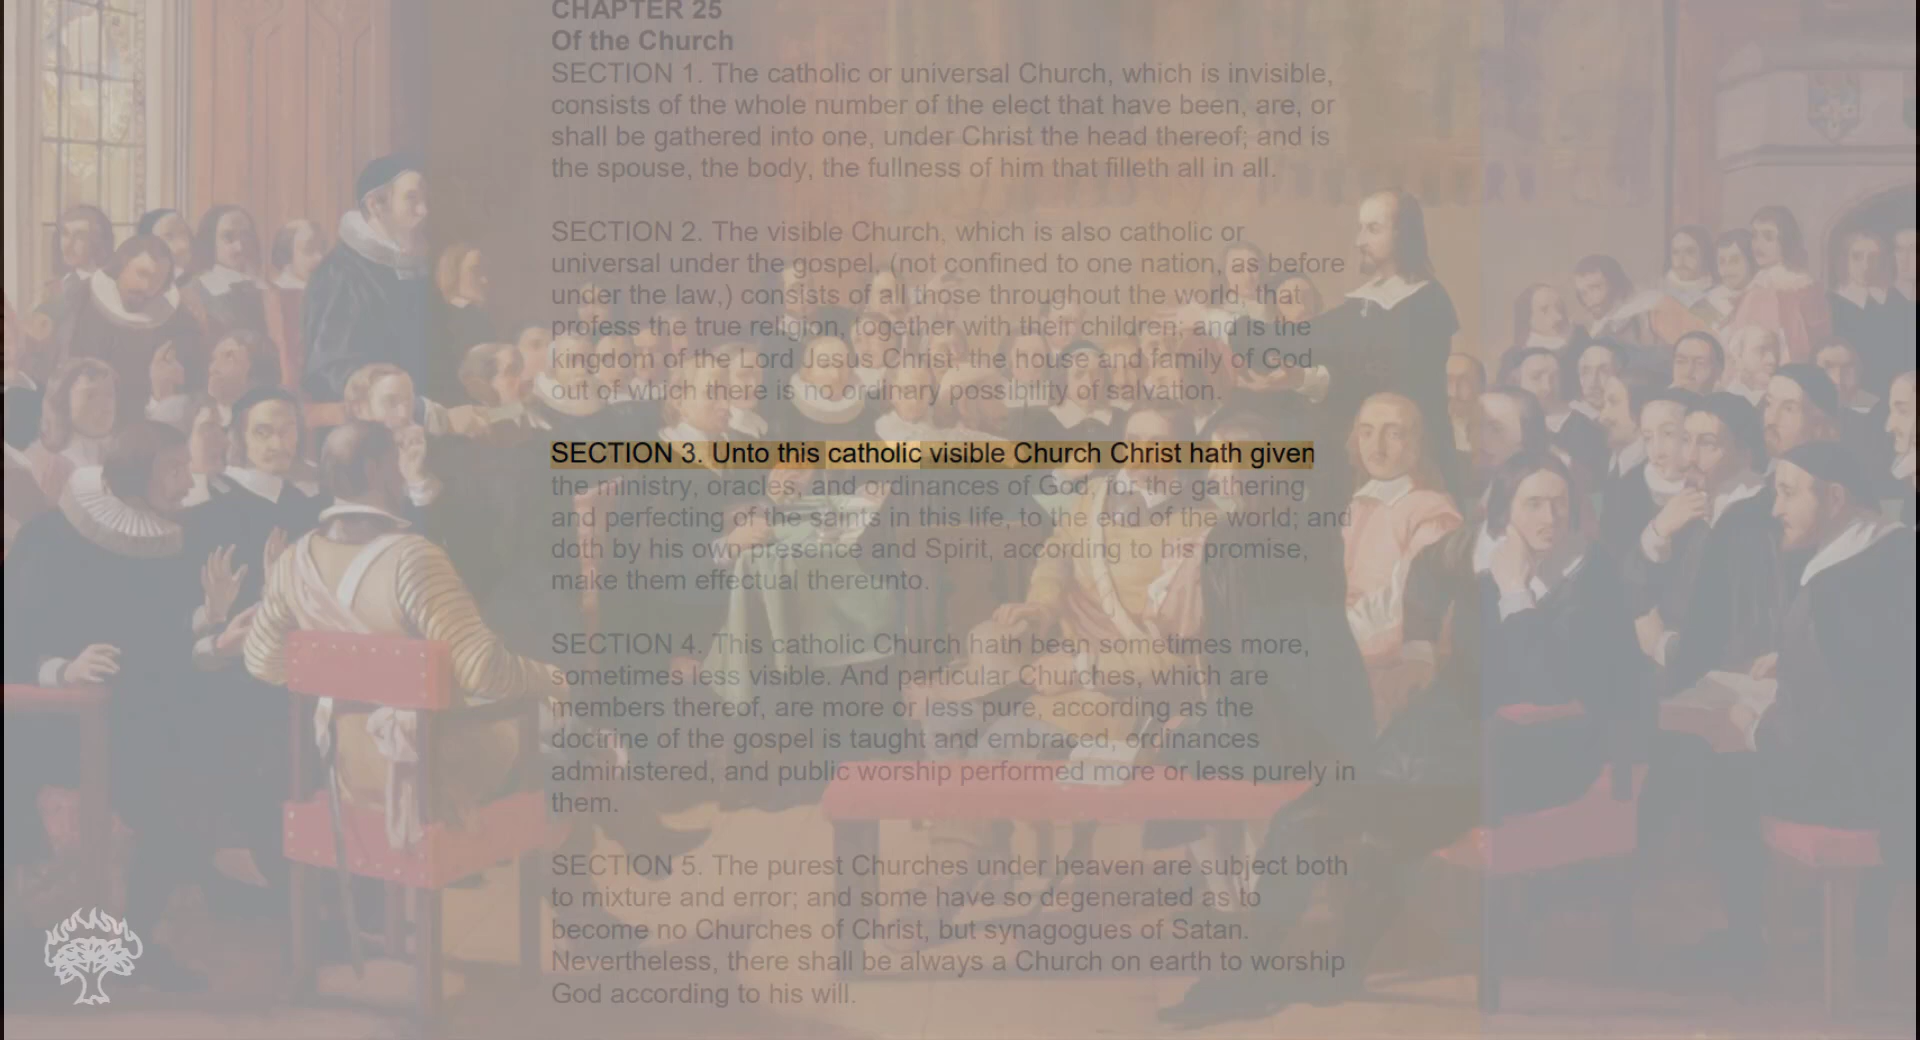 CHAPTER 25
Of the Church
SECTION 1. The catholic or universal Church, which is invisible,
consists of the whole number of the elect that have been, are, or
shall be gathered into one, under Christ the head thereof; and is
the spouse, the body, the fullness of him that filleth all in all.
SECTION 2. The visible Church, which is also catholic or
universal under the gospel, (not confined to one nation, as before
under the law,) consists of all those throughout the world, that
profess the true religion, together with their children; and is the
kingdom of the Lord Jesus Christ, the house and family of God
out of which there is no ordinary possibility of salvation.
SECTION 3. Unto this catholic visible Church Christ hath given
the ministry, oracles, and ordinances of God, for the gathering
and perfecting of the saints in this life, to the end of the world; and
doth by his own presence and Spirit, according to his promise,
make them effectual thereunto.
SECTION 4. This catholic Church hath been sometimes more,
sometimes less visible. And particular Churches, which are
members thereof, are more or less pure, according as the
doctrine of the gospel is taught and embraced, ordinances
administered, and public worship performed more or less purely in
them.
SECTION 5. The purest Churches under heaven are subject both
to mixture and error; and some have so degenerated as to
become no Churches of Christ, but synagogues of Satan.
Nevertheless, there shall be always a Church on earth to worship
God according to his will.